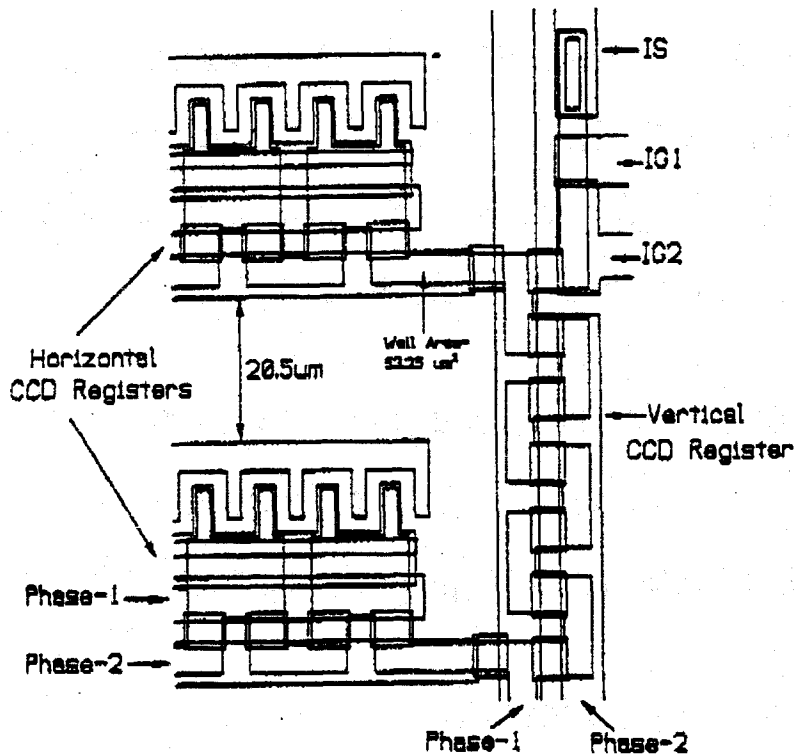 IS
IG1
IG2
Horizontal
CCD Registers
20.5um
Well Area=
um²
Vertical
CCD Register
Phase-1
Phase-2
Phase-1
Phase-2